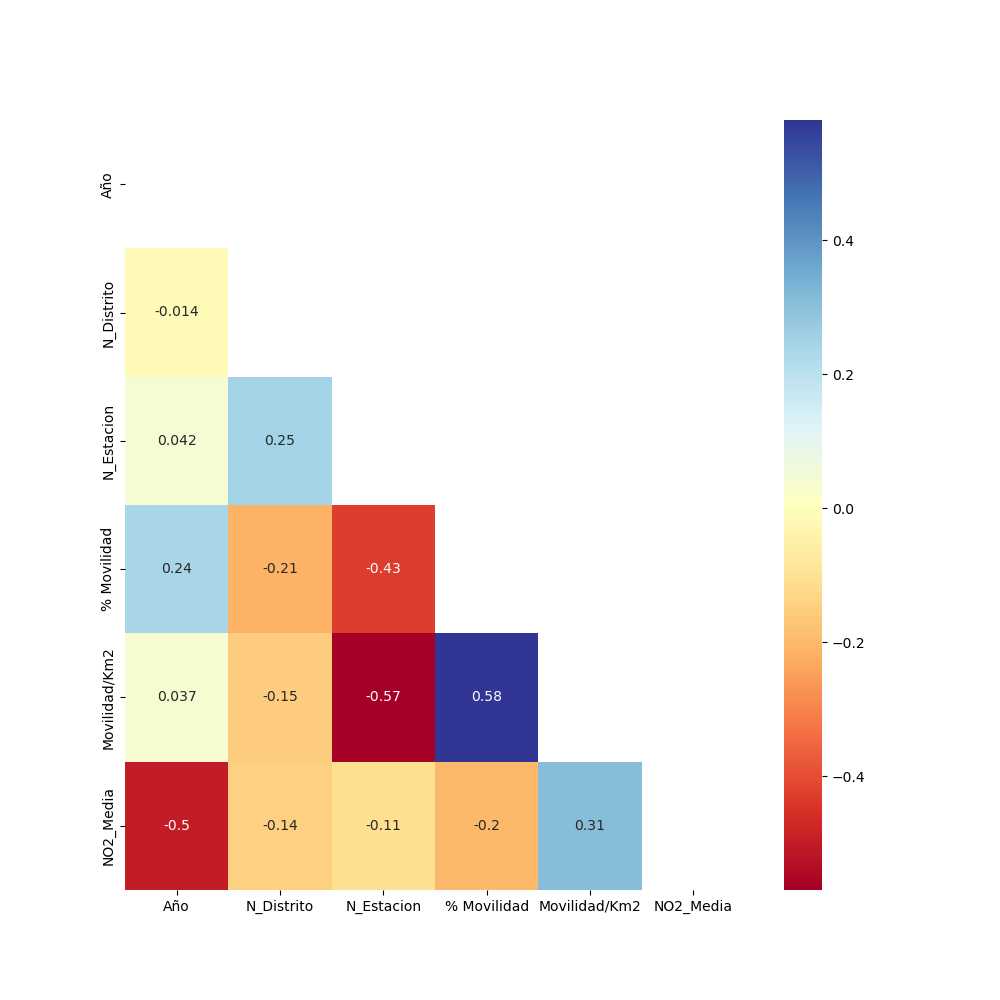 Año
N_Distrito
-0.014
N_Estacion
0.042 0.25
% Movilidad
0.24 -0.21 -0.43
Movilidad/Km2
0.037 -0.15 -0.57 0.58
NO2_Media
-0.5 -0.14 -0.11 -0.2 0.31
Año N_Distrito N_Estacion % Movilidad Movilidad/Km2 NO2_Media
0.4
0.2
0.0
−0.2
−0.4